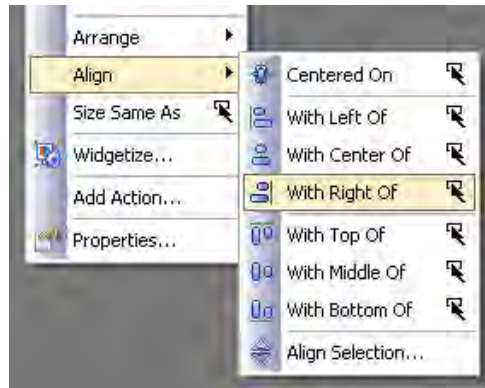 Arrange
Align
Size Same As
Widgetize...
Add Action...
Properties...
Centered On
With Left Of
With Center Of
With Right Of
With Top Of
With Middle Of
With Bottom Of
Align Selection...